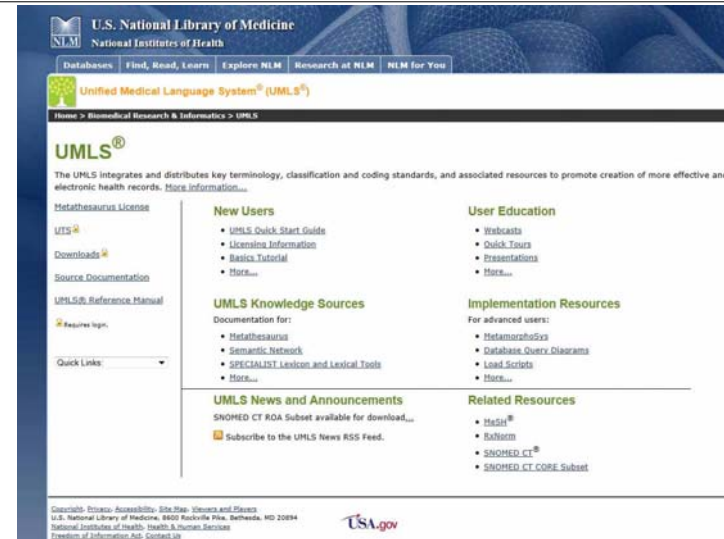 U.S. National Library of Medicine
NLM National Institutes of Health
Databases Find, Read, Learn Explore NLM Research at NLM NLM for You
Unified Medical Language System® (UMLS®)
Home > Biomedical Research & Informatics > UMLS
UMLS®
The UMLS integrates and distributes key terminology, classification and coding standards, and associated resources to promote creation of more effective and
electronic health records. More information...
Metathesaurus License
UTS
Downloads
Source Documentation
UMLS® Reference Manual
Requires login.
Quick Links
New Users
• UMLS Quick Start Guide
• Licensing Information
• Basics Tutorial
• More...
User Education
• Webcasts
• Quick Tours
• Presentations
• More...
UMLS Knowledge Sources
Documentation for:
• Metathesaurus
• Semantic Network
• SPECIALIST Lexicon and Lexical Tools
• More...
Implementation Resources
For advanced users:
• MetamorphoSys
• Database Query Diagrams
• Load Scripts
• More...
UMLS News and Announcements
SNOMED CT ROA Subset available for download...
Subscribe to the UMLS News RSS Feed.
Related Resources
• MeSH®
• RxNorm
• SNOMED CT®
• SNOMED CT CORE Subset
Copyright, Privacy, Accessibility, Site Map, Viewers and Players
U.S. National Library of Medicine, 8600 Rockville Pike, Bethesda, MD 20894
National Institutes of Health, Health & Human Services
Freedom of Information Act, Contact Us
USA.gov